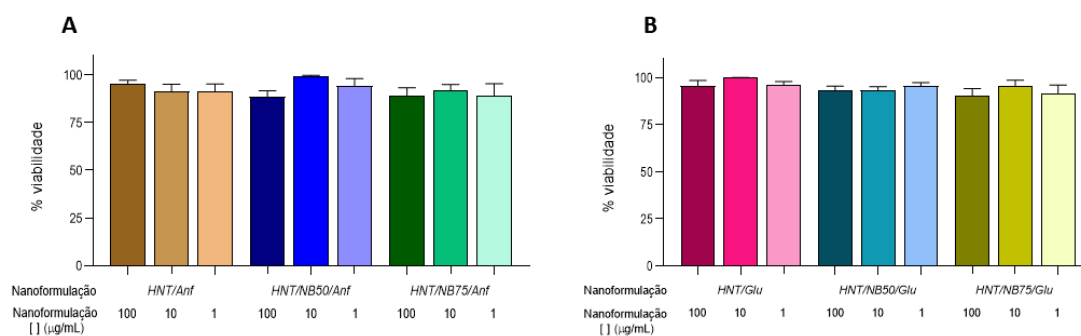 A
% viabilidade
100
75
50
25
0
Nanoformulação HNT/Anf HNT/NB50/Anf HNT/NB75/Anf
Nanoformulação 100 10 1 100 10 1 100 10 1
[ ] (µg/mL)
B
% viabilidade
100
75
50
25
0
Nanoformulação HNT/Glu HNT/NB50/Glu HNT/NB75/Glu
Nanoformulação 100 10 1 100 10 1 100 10 1
[ ] (µg/mL)